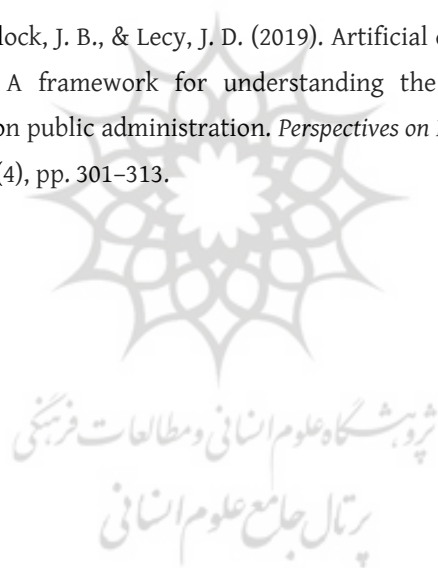 lock, J. B., & Lecy, J. D. (2019). Artificial
A framework for understanding the
on public administration. Perspectives on
(4), pp. 301–313.
پژوهشگاه علوم انسانی و مطالعات فرهنگی
پرتال جامع علوم انسانی